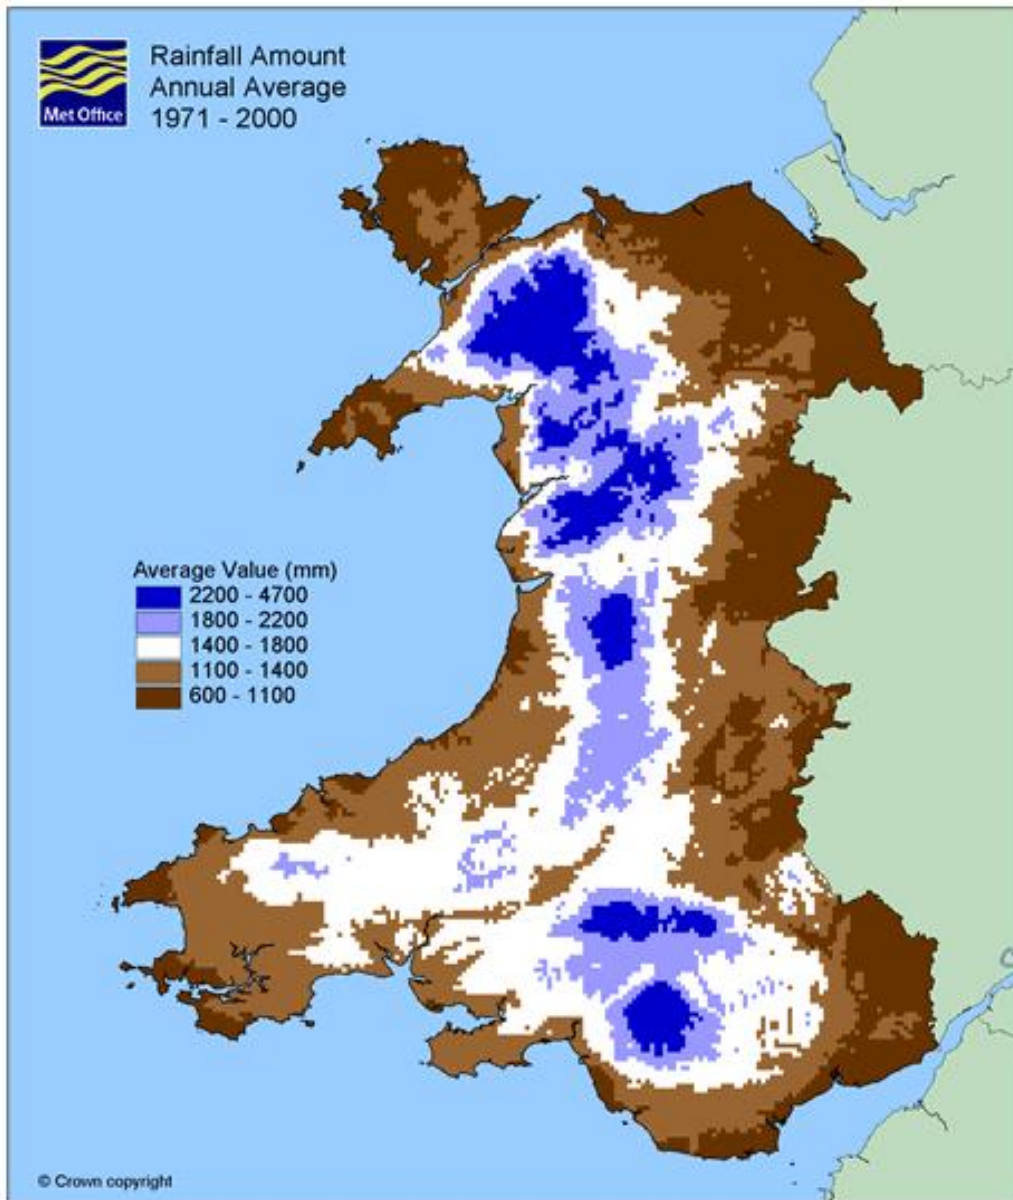 Met Office
Rainfall Amount
Annual Average
1971 - 2000
Average Value (mm)
2200 - 4700
1800 - 2200
1400 - 1800
1100 - 1400
600 - 1100
© Crown copyright